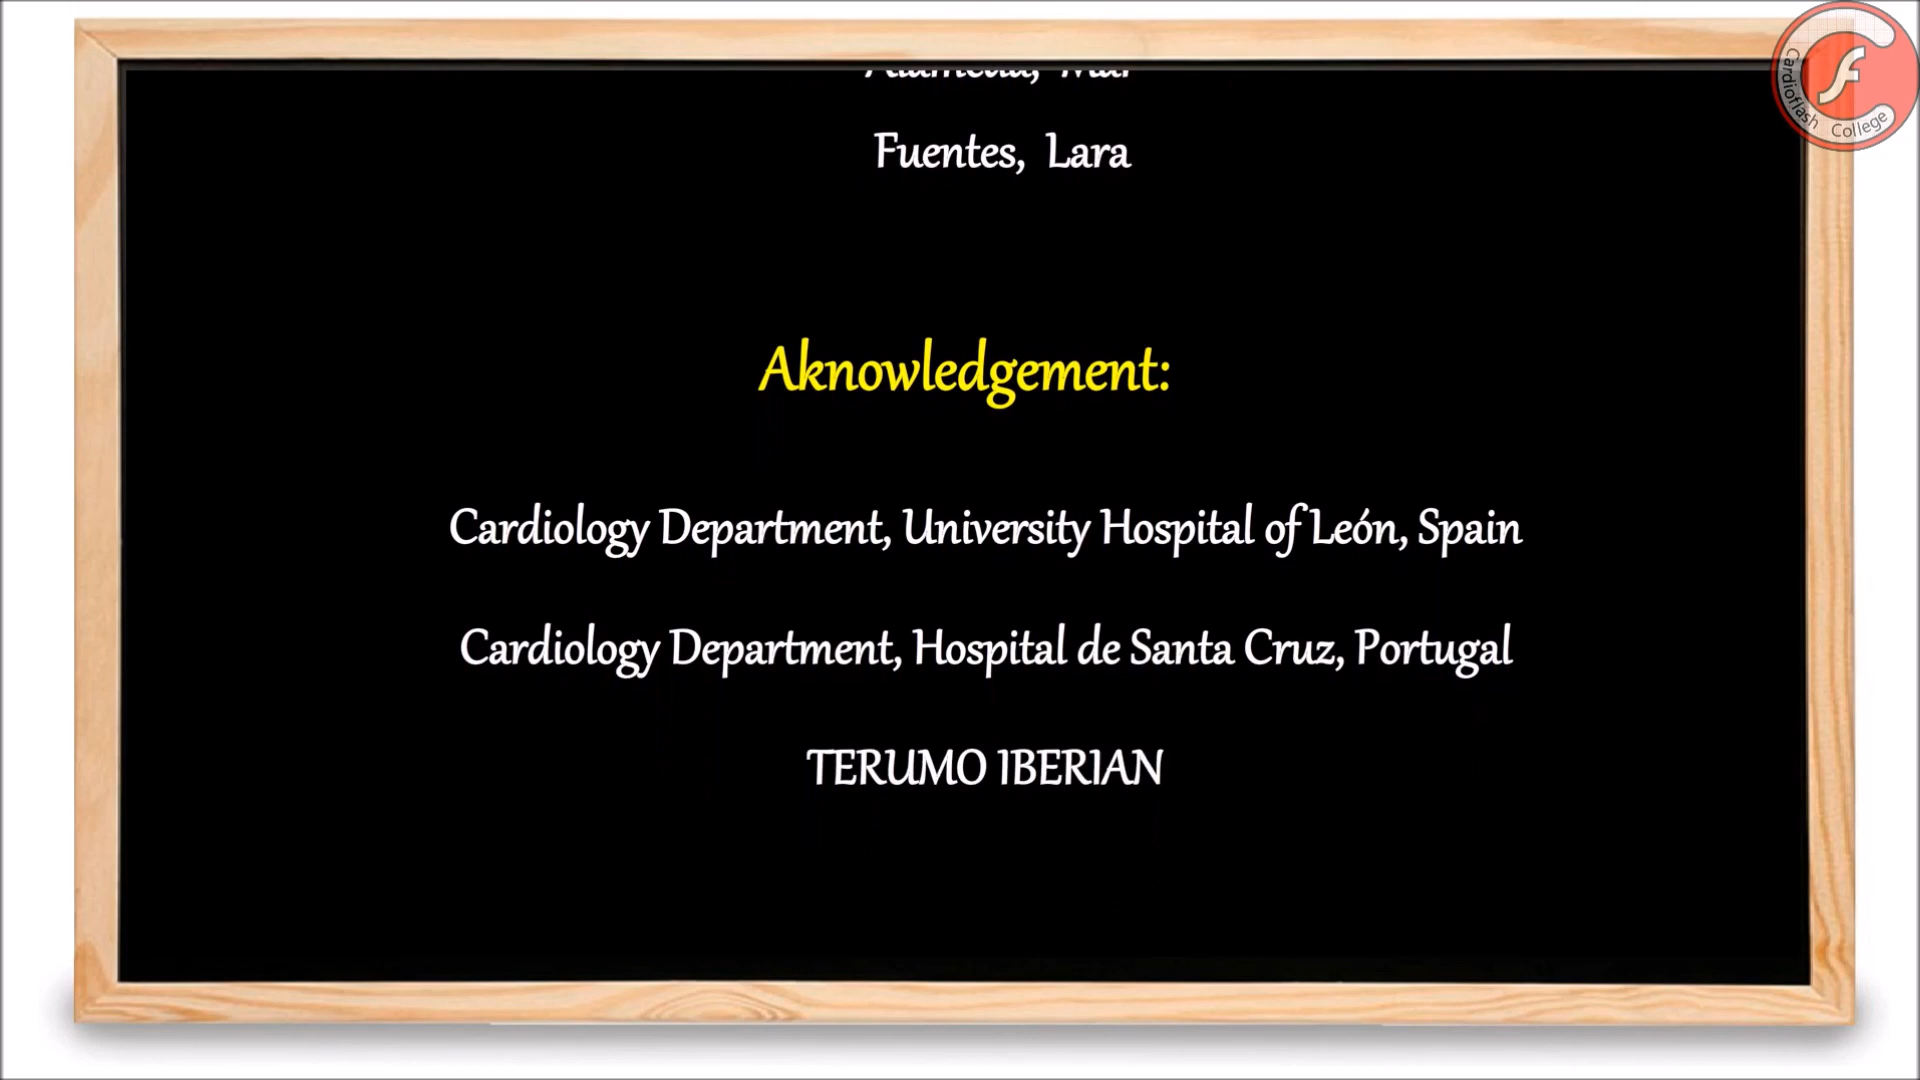 Fuentes, Lara
Aknowledgement:
Cardiology Department, University Hospital of León, Spain
Cardiology Department, Hospital de Santa Cruz, Portugal
TERUMO IBERIAN
Cardioflash College